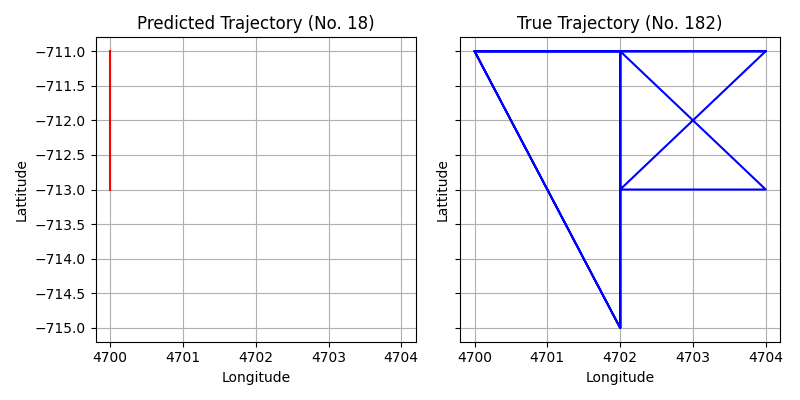 Predicted Trajectory (No. 18)
True Trajectory (No. 182)
−711.0
−711.5
−712.0
−712.5
−713.0
−713.5
−714.0
−714.5
−715.0
Lattitude
Lattitude
4700 4701 4702 4703 4704
4700 4701 4702 4703 4704
Longitude
Longitude